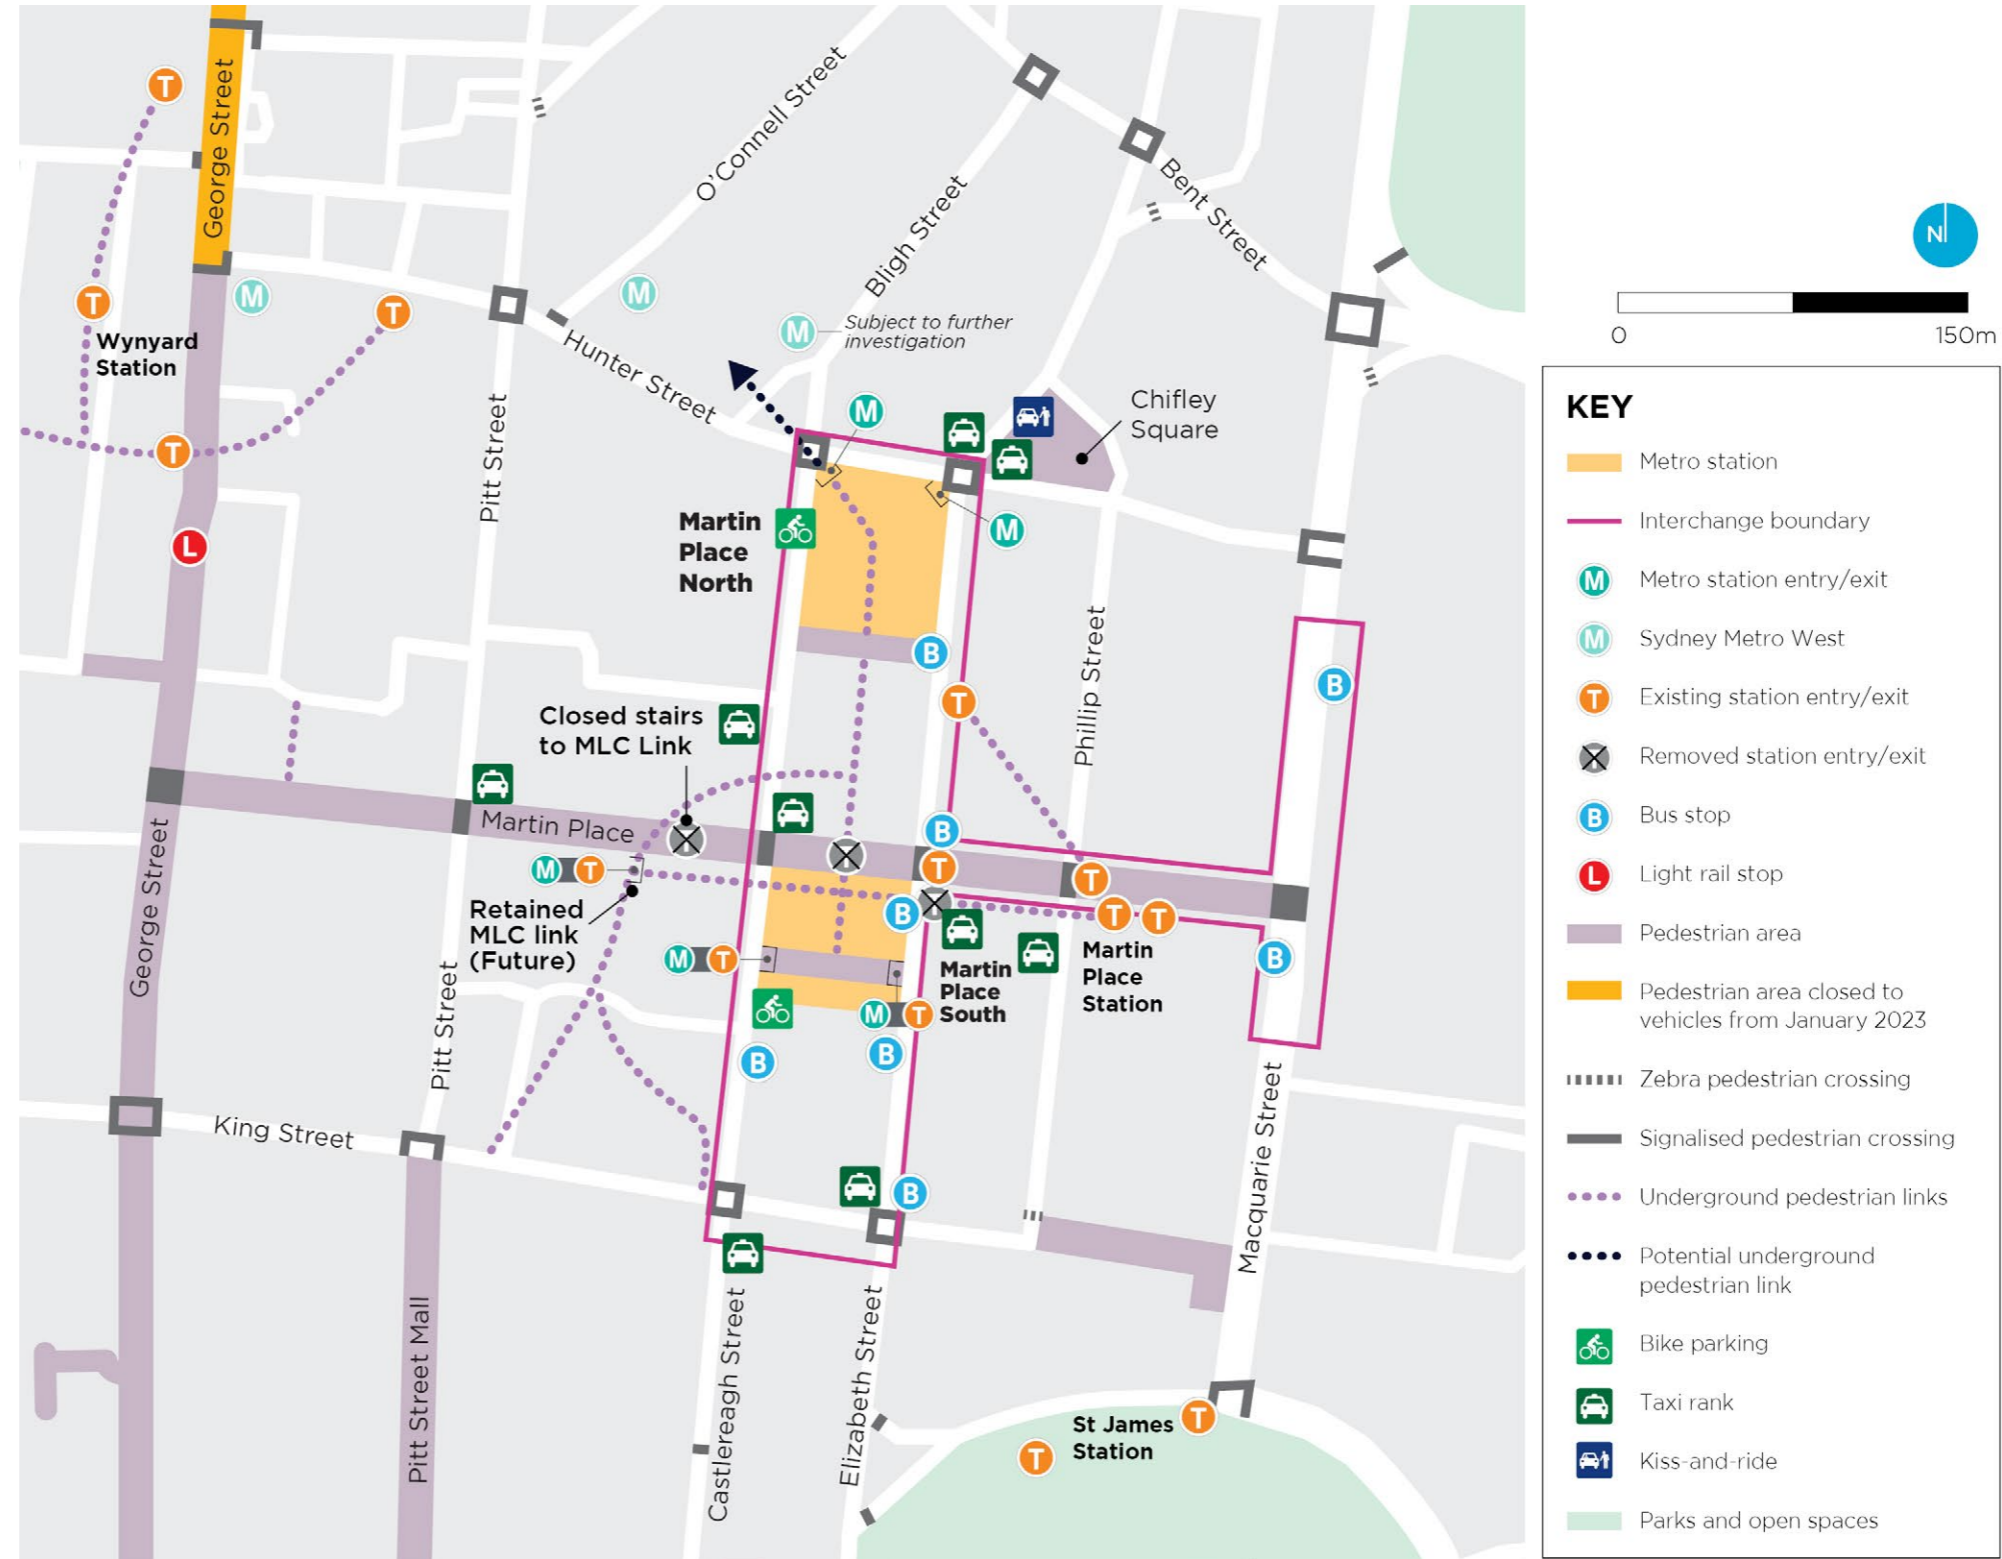 George Street
O'Connell Street
Bligh Street
Bent Street
T
T
T
T
M
M
M
Subject to further
investigation
Wynyard
Station
Hunter Street
Pitt Street
M
Chifley
Square
L
Martin
Place
North
M
B
B
T
Phillip Street
Closed stairs
to MLC Link
Martin Place
B
T
T
M T
Retained
MLC link
(Future)
B
T T
Martin
Place
Station
M T
Martin
Place
South
B
M T
B
B
George Street
Pitt Street
King Street
B
Macquarie Street
Pitt Street Mall
Castlereagh Street
Elizabeth Street
St James
Station
T
T
N
0 150m
KEY
Metro station
Interchange boundary
M Metro station entry/exit
M Sydney Metro West
T Existing station entry/exit
Removed station entry/exit
B Bus stop
L Light rail stop
Pedestrian area
Pedestrian area closed to
vehicles from January 2023
Zebra pedestrian crossing
Signalised pedestrian crossing
Underground pedestrian links
Potential underground
pedestrian link
Bike parking
Taxi rank
Kiss-and-ride
Parks and open spaces